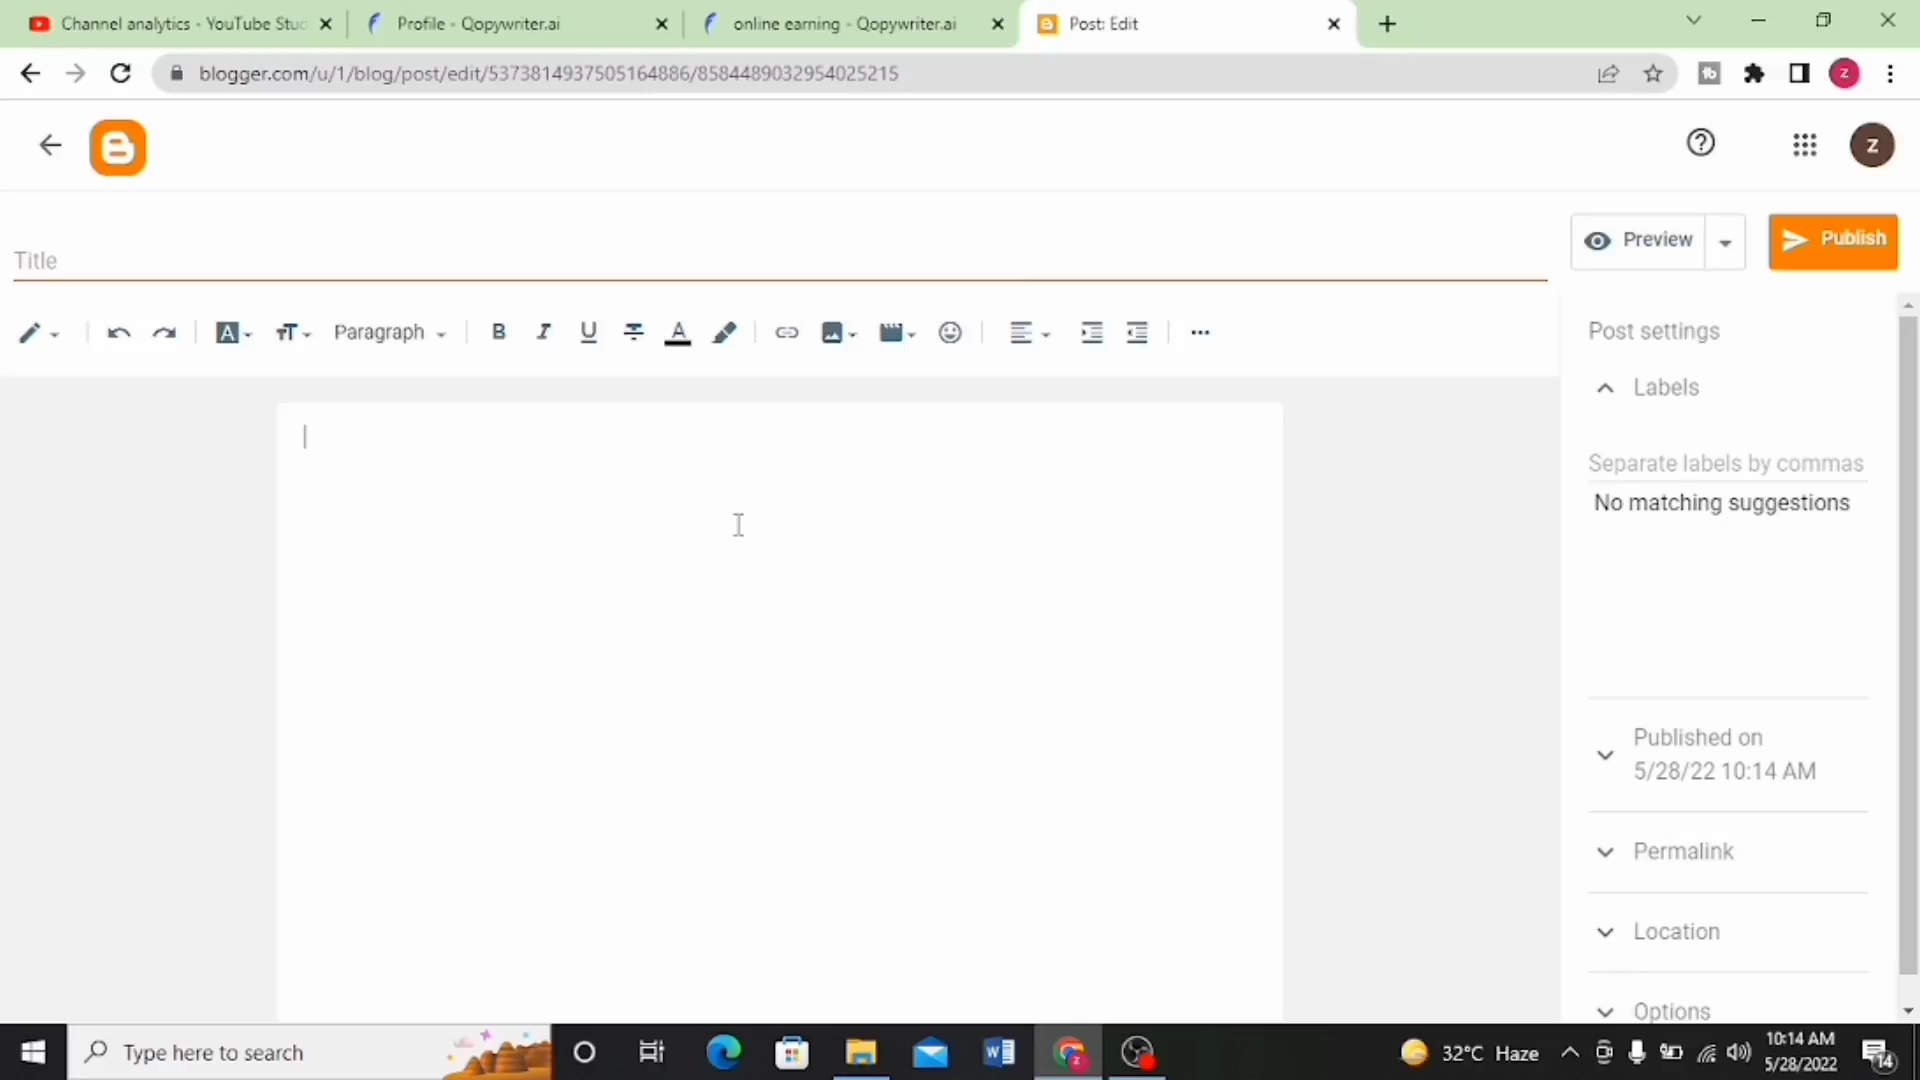 Channel analytics - YouTube Stud
Profile - Qopywriter.ai
online earning - Qopywriter.ai
Post: Edit
blogger.com/u/1/blog/post/edit/5373814937505164886/8584489032954025215
Z
Z
Title
Preview
Publish
Paragraph
B
I
U
A
Post settings
Labels
Separate labels by commas
No matching suggestions
Published on
5/28/22 10:14 AM
Permalink
Location
Options
Type here to search
32°C Haze
10:14 AM
5/28/2022
14